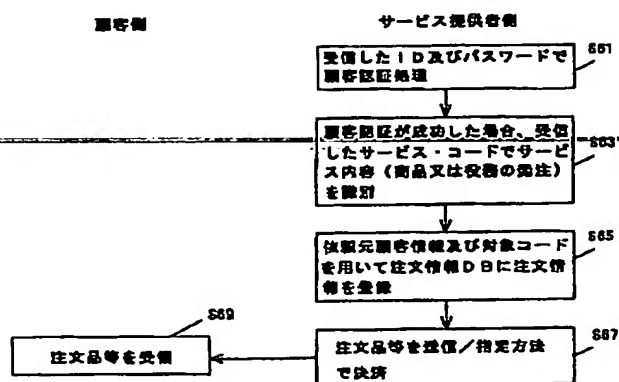 顧客側
サービス提供者側
S61
受信したID及びパスワードで
顧客認証処理
顧客認証が成功した場合、受信
したサービス・コードでサービ
ス内容（商品又は役務の発注）
を識別
S63
依頼元顧客情報及び対象コード
を用いて注文情報DBに注文情
報を登録
S65
S69
注文品等を受領
S67
注文品等を送信／指定方法
で決済